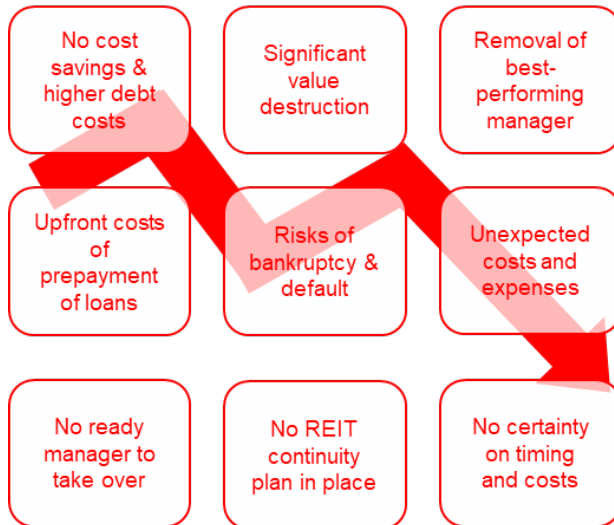 No cost
savings &
higher debt
costs
Significant
value
destruction
Removal of
best-
performing
manager
Upfront costs
of
prepayment
of loans
Risks of
bankruptcy &
default
Unexpected
costs and
expenses
No ready
manager to
take over
No REIT
continuity
plan in place
No certainty
on timing
and costs